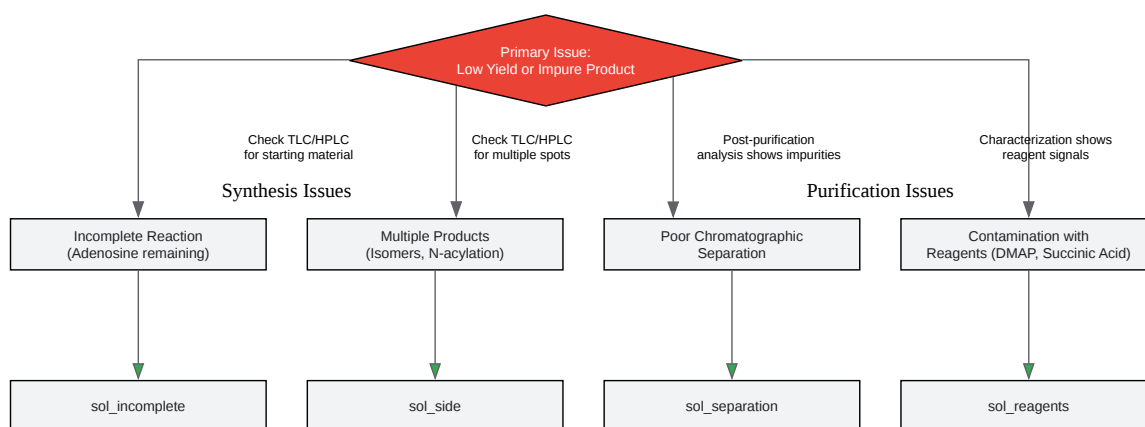 Primary Issue:
Low Yield or Impure Product
Check TLC/HPLC
for starting material
Check TLC/HPLC
for multiple spots
Post-purification
analysis shows impurities
Characterization shows
reagent signals
Synthesis Issues
Purification Issues
Incomplete Reaction
(Adenosine remaining)
Multiple Products
(Isomers, N-acylation)
Poor Chromatographic
Separation
Contamination with
Reagents (DMAP, Succinic Acid)
sol_incomplete
sol_side
sol_separation
sol_reagents